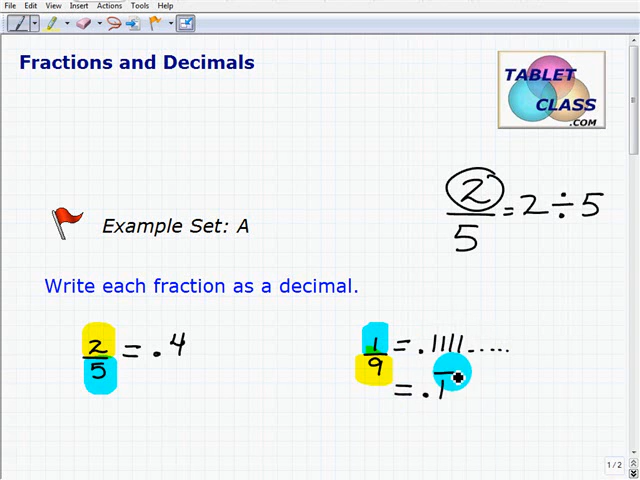 File Edit View Insert Actions Tools Help
Fractions and Decimals
TABLET
CLASS
.COM
2/5 = 2 ÷ 5
Example Set: A
Write each fraction as a decimal.
2/5 = .4
1/9 = .1111.....
= .1̅
1/2